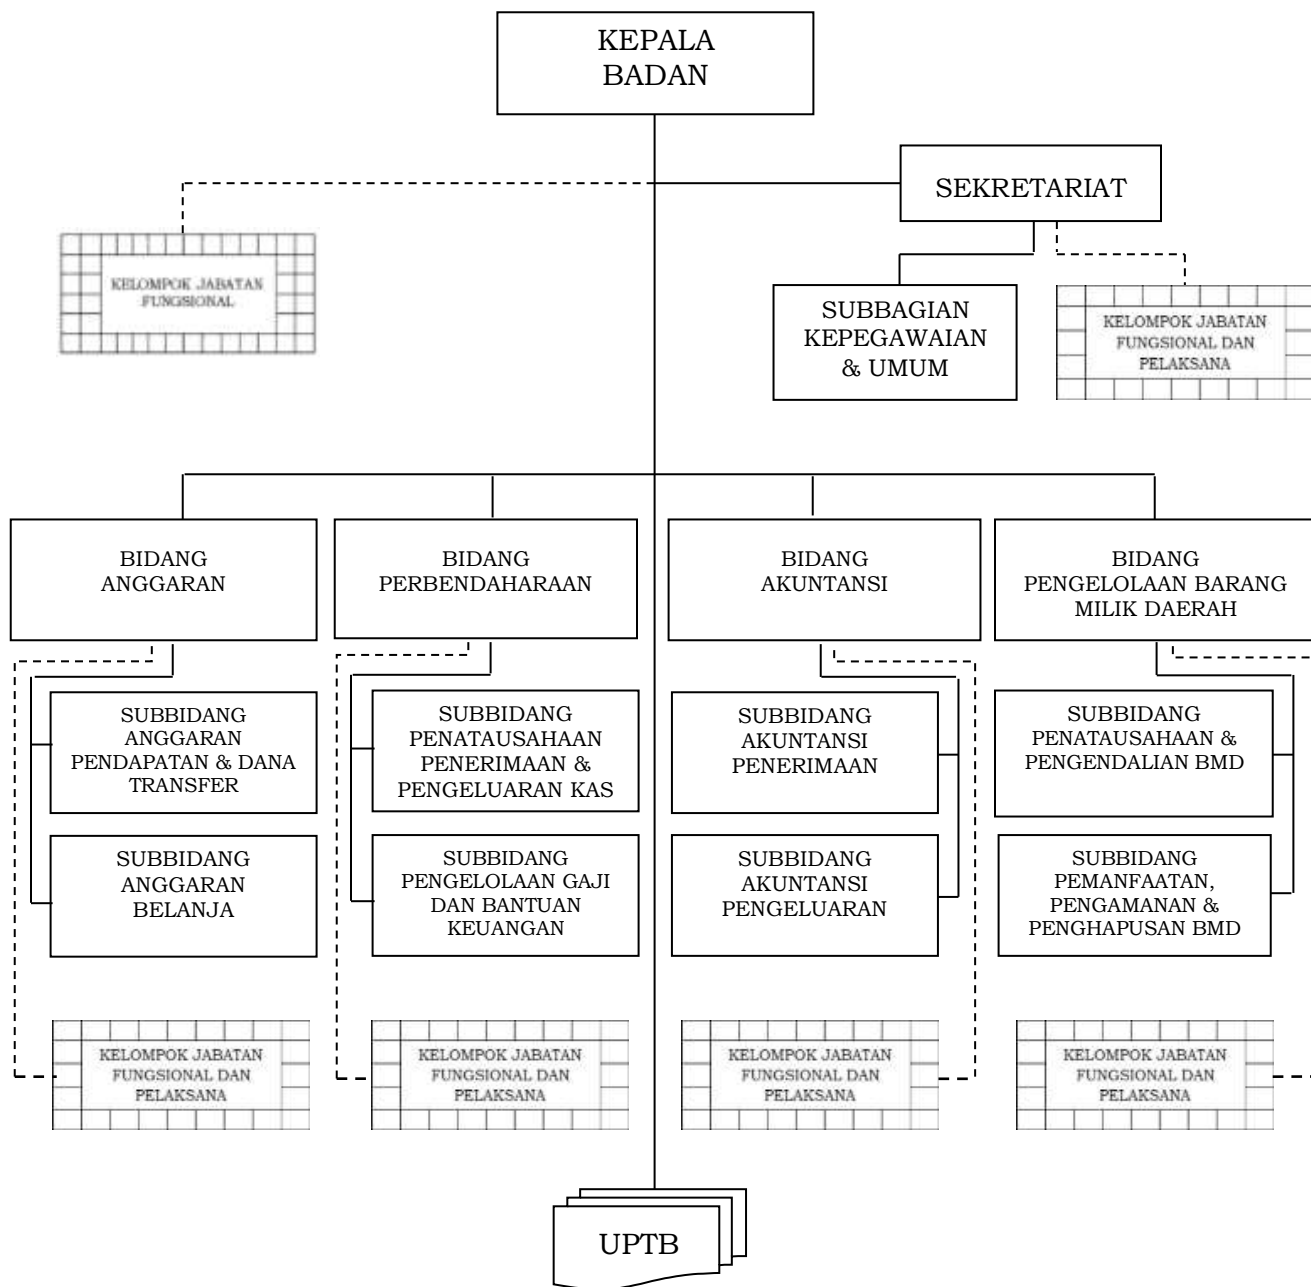 KEPALA
BADAN
SEKRETARIAT
KELOMPOK JABATAN
FUNGSIONAL
SUBBAGIAN
KEPEGAWAIAN
& UMUM
KELOMPOK JABATAN
FUNGSIONAL DAN
PELAKSANA
BIDANG
ANGGARAN
BIDANG
PERBENDAHARAAN
BIDANG
AKUNTANSI
BIDANG
PENGELOLAAN BARANG
MILIK DAERAH
SUBBIDANG
ANGGARAN
PENDAPATAN & DANA
TRANSFER
SUBBIDANG
PENATAUSAHAAN
PENERIMAAN &
PENGELUARAN KAS
SUBBIDANG
AKUNTANSI
PENERIMAAN
SUBBIDANG
PENATAUSAHAAN &
PENGENDALIAN BMD
SUBBIDANG
ANGGARAN
BELANJA
SUBBIDANG
PENGELOLAAN GAJI
DAN BANTUAN
KEUANGAN
SUBBIDANG
AKUNTANSI
PENGELUARAN
SUBBIDANG
PEMANFAATAN,
PENGAMANAN &
PENGHAPUSAN BMD
KELOMPOK JABATAN
FUNGSIONAL DAN
PELAKSANA
KELOMPOK JABATAN
FUNGSIONAL DAN
PELAKSANA
KELOMPOK JABATAN
FUNGSIONAL DAN
PELAKSANA
KELOMPOK JABATAN
FUNGSIONAL DAN
PELAKSANA
UPTB